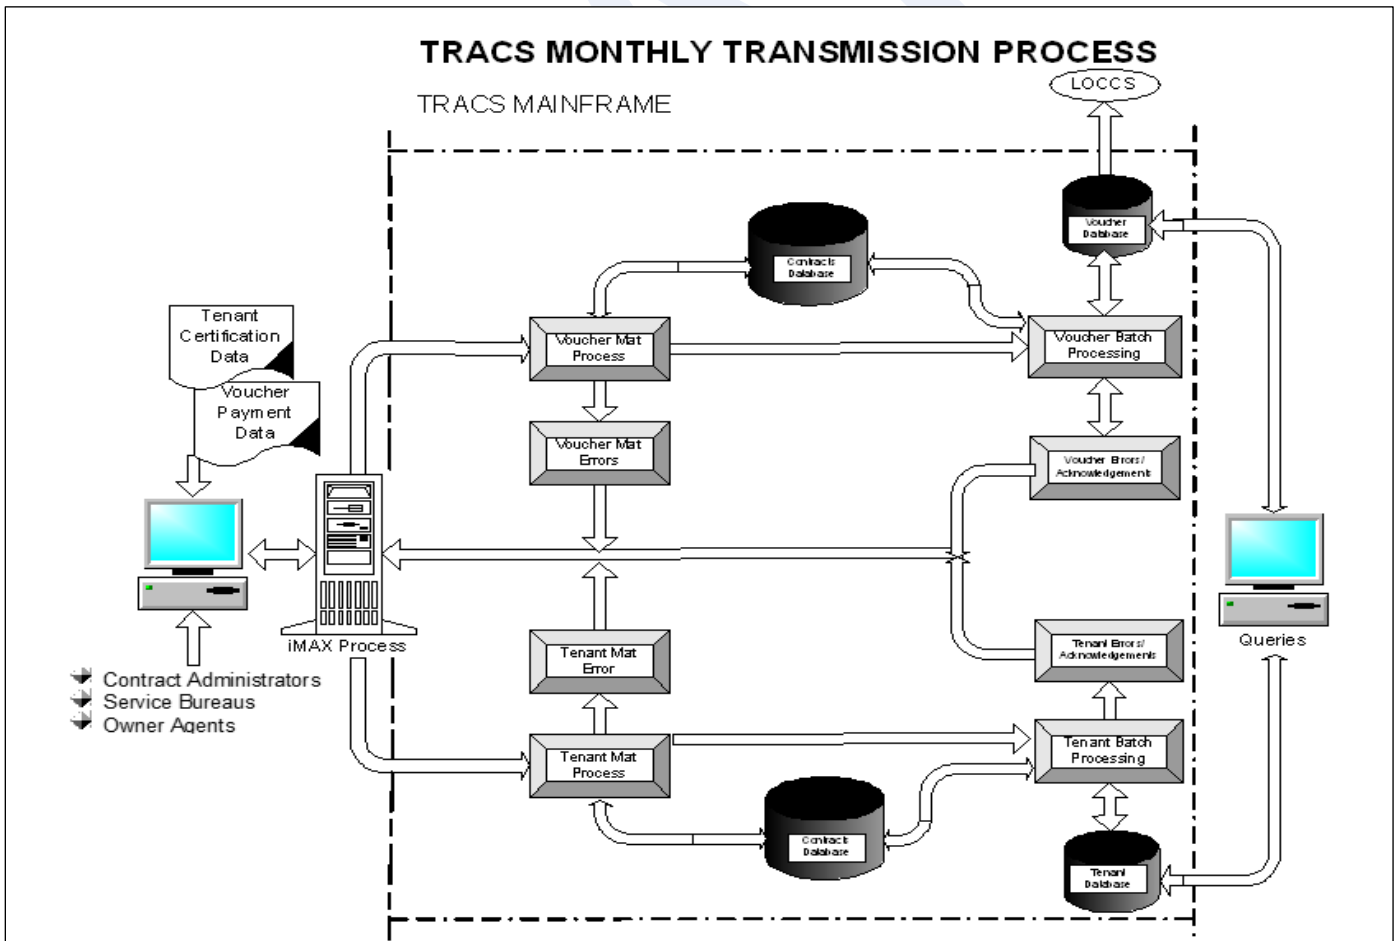 TRACS MONTHLY TRANSMISSION PROCESS
LOCCS
TRACS MAINFRAME
Voucher
Database
Contracts
Database
Tenant
Certification
Data
Voucher
Payment
Data
Voucher Mat
Process
Voucher Batch
Processing
Voucher Mat
Errors
Voucher Errors/
Acknowledgements
iMAX Process
Contract Administrators
Service Bureaus
Owner Agents
Tenant Mat
Error
Tenant Errors/
Acknowledgements
Queries
Tenant Mat
Process
Tenant Batch
Processing
Contracts
Database
Tenant
Database